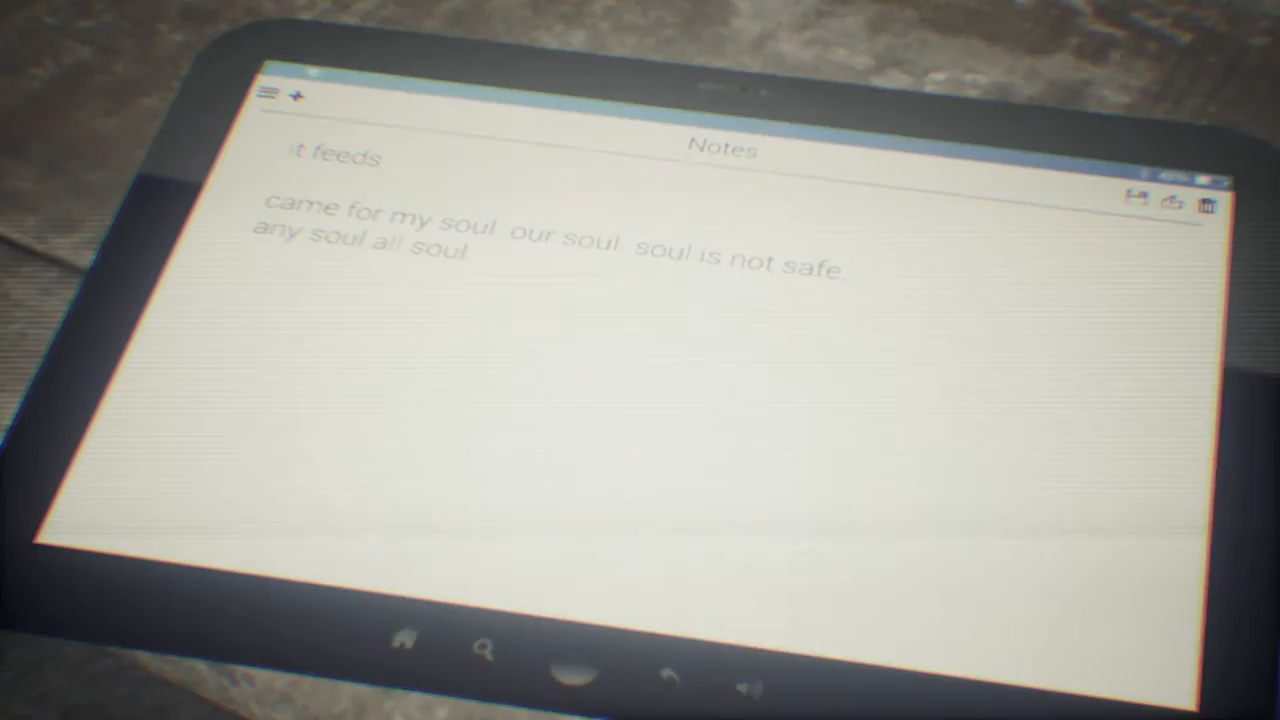 Notes
it feeds
came for my soul our soul soul is not safe
any soul all soul